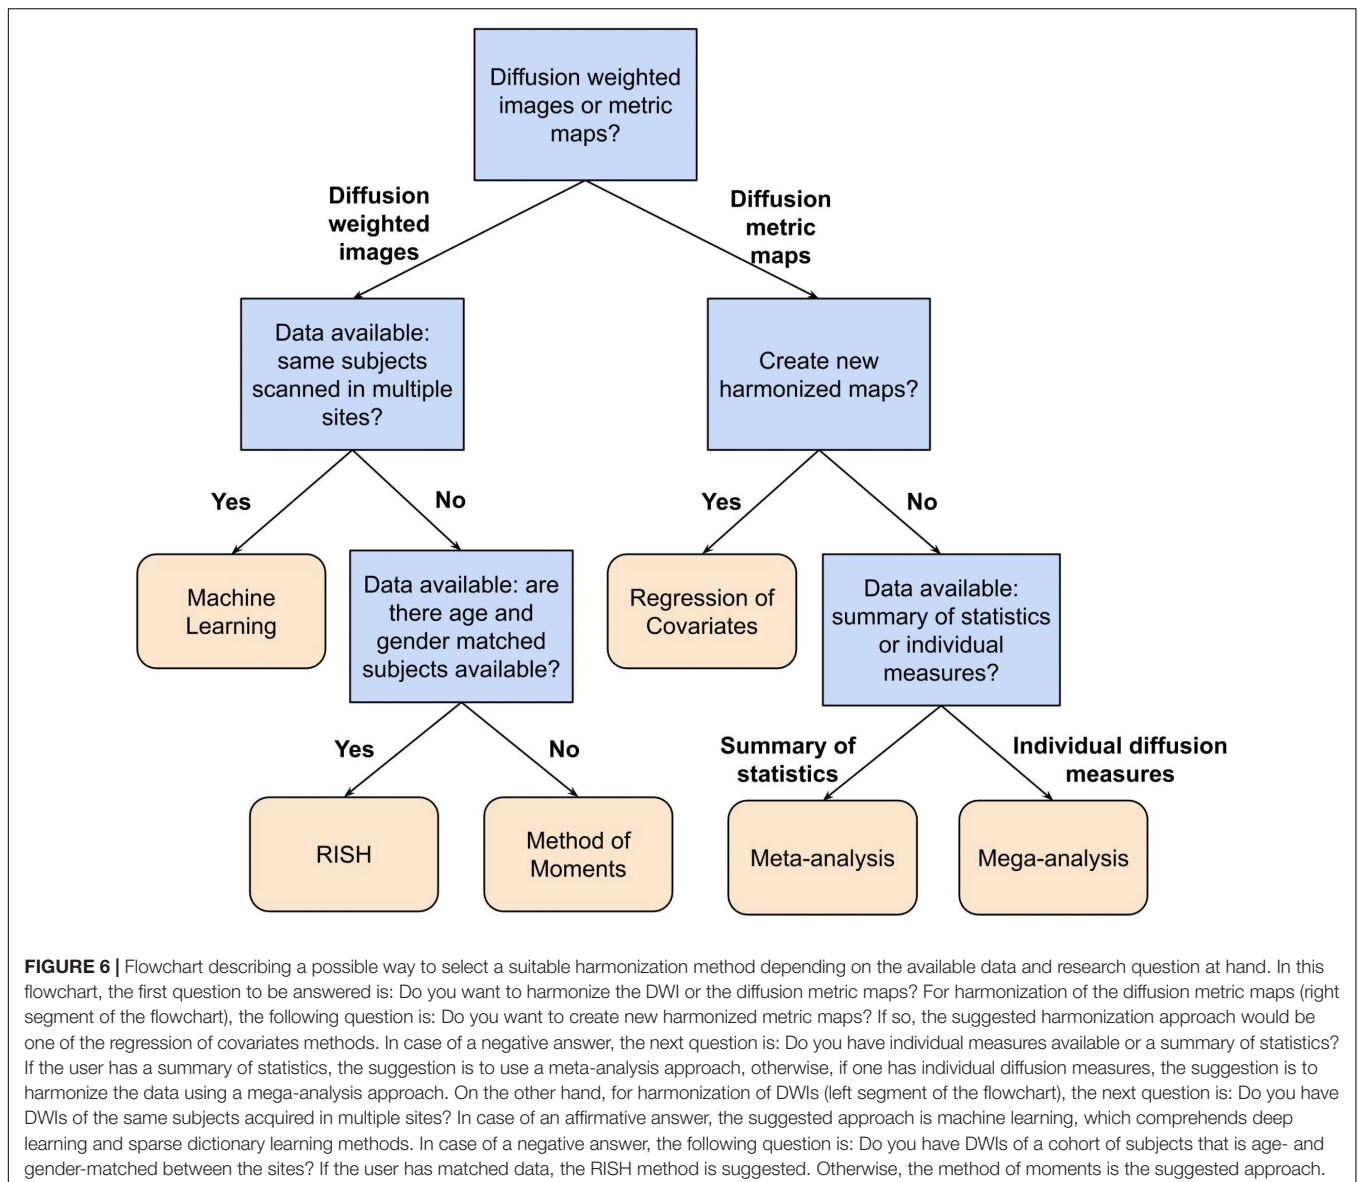 Diffusion weighted
images or metric
maps?
Diffusion
weighted
images
Diffusion
metric
maps
Data available:
same subjects
scanned in multiple
sites?
Create new
harmonized maps?
Yes
No
Yes
No
Machine
Learning
Data available: are
there age and
gender matched
subjects available?
Regression of
Covariates
Data available:
summary of statistics
or individual
measures?
Yes
No
Summary of
statistics
Individual diffusion
measures
RISH
Method of
Moments
Meta-analysis
Mega-analysis
FIGURE 6 | Flowchart describing a possible way to select a suitable harmonization method depending on the available data and research question at hand. In this
flowchart, the first question to be answered is: Do you want to harmonize the DWI or the diffusion metric maps? For harmonization of the diffusion metric maps (right
segment of the flowchart), the following question is: Do you want to create new harmonized metric maps? If so, the suggested harmonization approach would be
one of the regression of covariates methods. In case of a negative answer, the next question is: Do you have individual measures available or a summary of statistics?
If the user has a summary of statistics, the suggestion is to use a meta-analysis approach, otherwise, if one has individual diffusion measures, the suggestion is to
harmonize the data using a mega-analysis approach. On the other hand, for harmonization of DWIs (left segment of the flowchart), the next question is: Do you have
DWIs of the same subjects acquired in multiple sites? In case of an affirmative answer, the suggested approach is machine learning, which comprehends deep
learning and sparse dictionary learning methods. In case of a negative answer, the following question is: Do you have DWIs of a cohort of subjects that is age- and
gender-matched between the sites? If the user has matched data, the RISH method is suggested. Otherwise, the method of moments is the suggested approach.